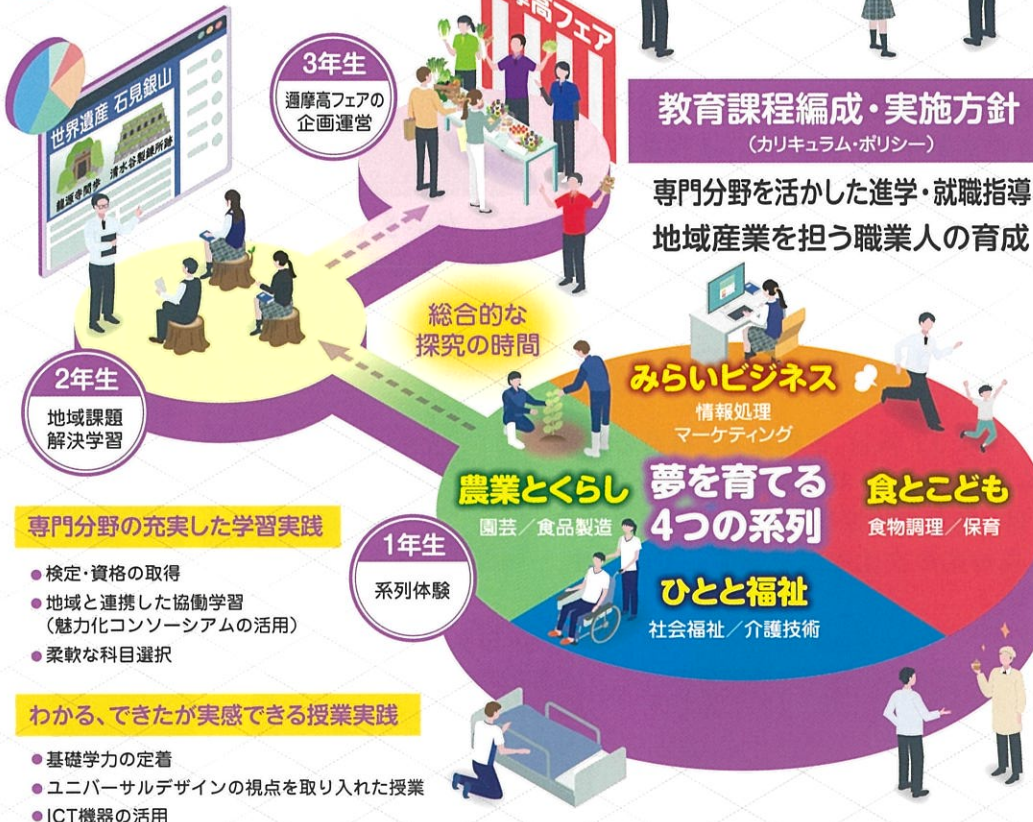 高フェア
3年生
邇摩高フェアの
企画運営
世界遺産 石見銀山
龍源寺間歩
清水谷製錬所跡
教育課程編成・実施方針
（カリキュラム・ポリシー）
専門分野を活かした進学・就職指導
地域産業を担う職業人の育成
総合的な
探究の時間
2年生
地域課題
解決学習
みらいビジネス
情報処理
マーケティング
農業とくらし
園芸／食品製造
夢を育てる
4つの系列
食とこども
食物調理／保育
ひとと福祉
社会福祉／介護技術
1年生
系列体験
専門分野の充実した学習実践
●検定・資格の取得
●地域と連携した協働学習
（魅力化コンソーシアムの活用）
●柔軟な科目選択
わかる、できたが実感できる授業実践
●基礎学力の定着
●ユニバーサルデザインの視点を取り入れた授業
●ICT機器の活用